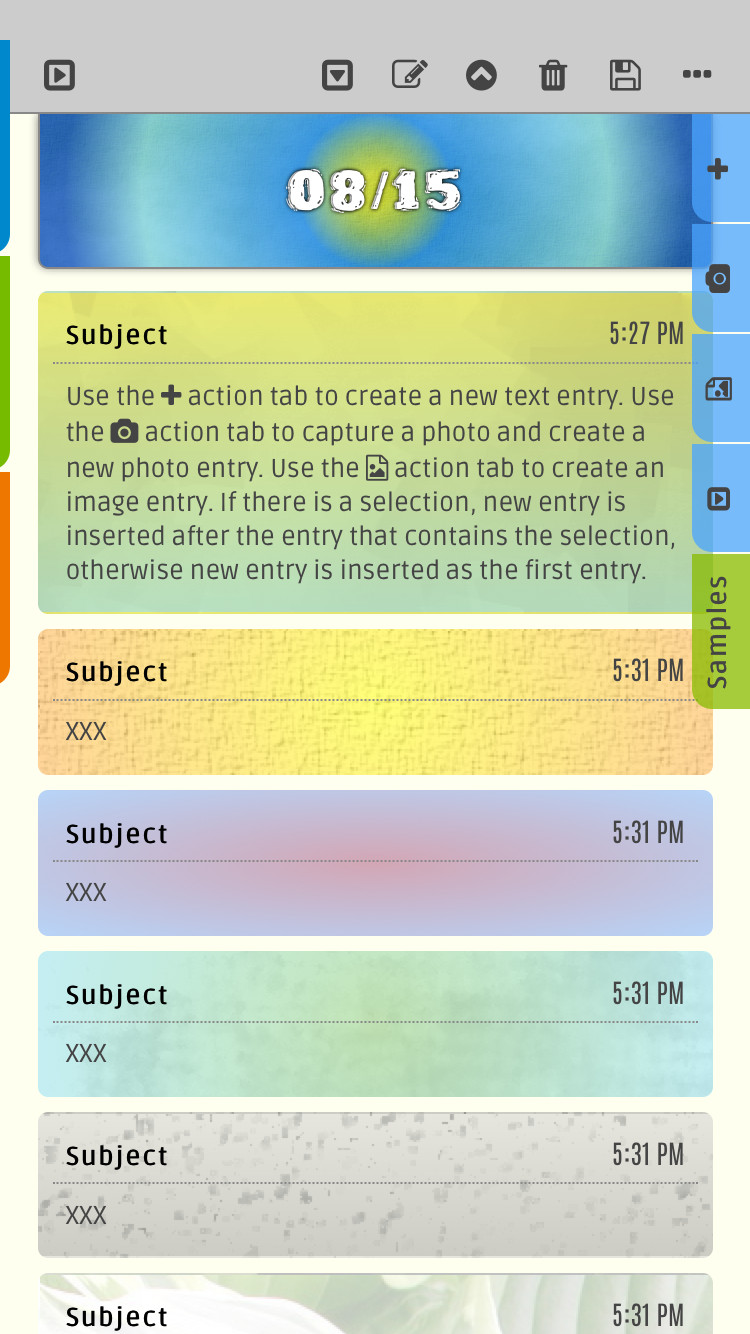 08/15
Subject 5:27 PM
Use the action tab to create a new text entry. Use
the action tab to capture a photo and create a
new photo entry. Use the action tab to create an
image entry. If there is a selection, new entry is
inserted after the entry that contains the selection,
otherwise new entry is inserted as the first entry.
Samples
Subject 5:31 PM
XXX
Subject 5:31 PM
XXX
Subject 5:31 PM
XXX
Subject 5:31 PM
XXX
Subject 5:31 PM